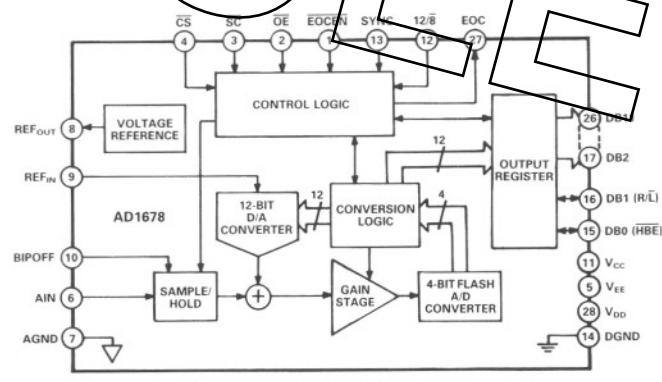 CS SC OE EOCEN SYNC 12/8 EOC
4 3 2 1 13 12 27
CONTROL LOGIC
REFOUT 8 VOLTAGE REFERENCE
26
12
17 DB2
REFIN 9
OUTPUT REGISTER
AD1678
12-BIT D/A CONVERTER
12
CONVERSION LOGIC
4
16 DB1 (R/L)
15 DB0 (HBE)
BIPOFF 10
11 VCC
AIN 6
SAMPLE/ HOLD
+
GAIN STAGE
4-BIT FLASH A/D CONVERTER
5 VEE
28 VDD
AGND 7
14 DGND